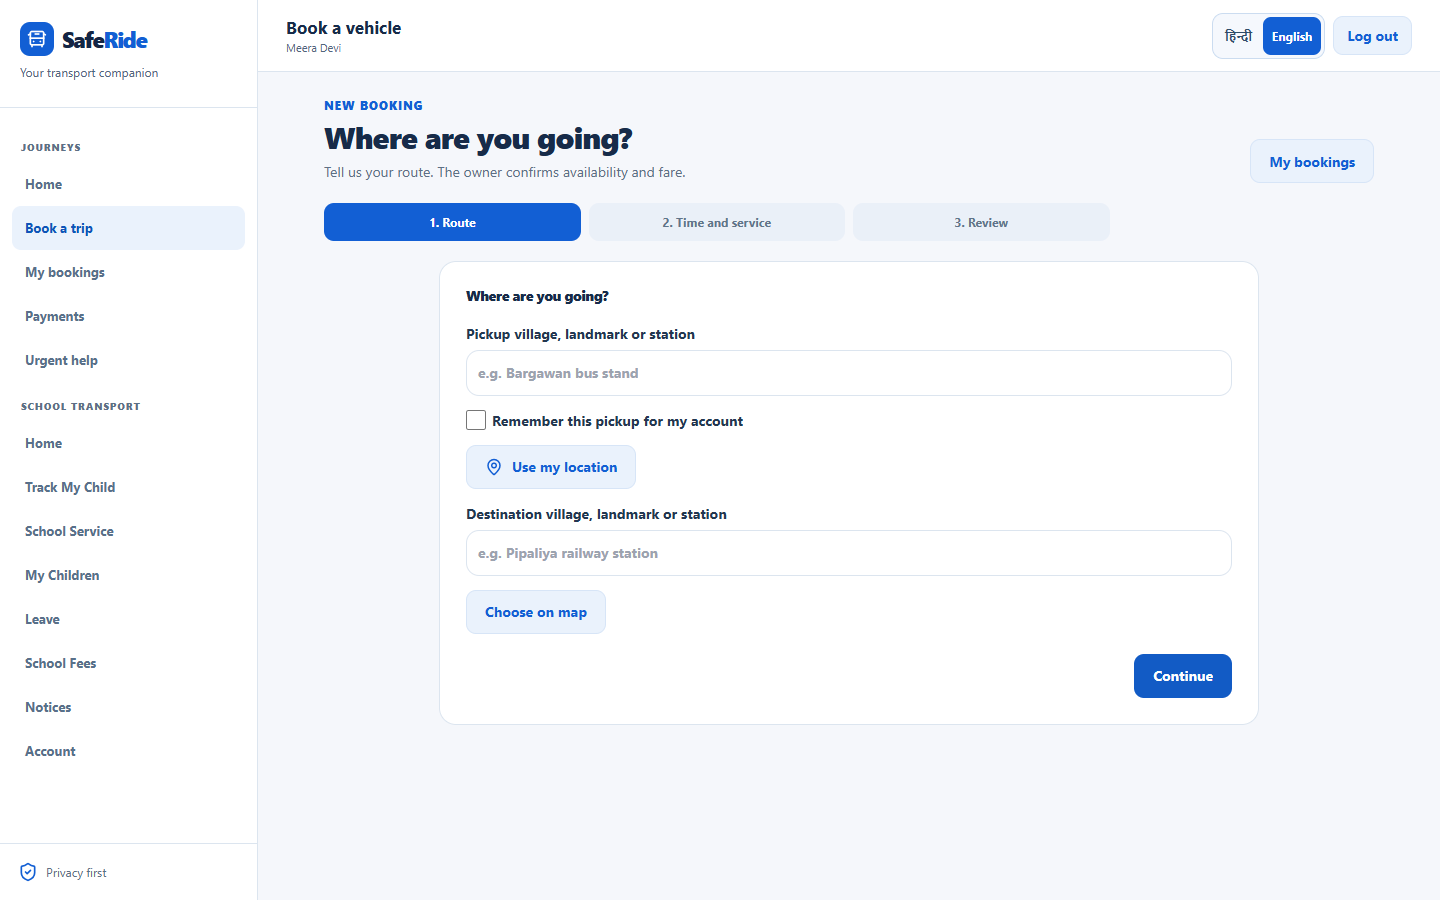 SafeRide
Your transport companion
JOURNEYS
Home
Book a trip
My bookings
Payments
Urgent help
SCHOOL TRANSPORT
Home
Track My Child
School Service
My Children
Leave
School Fees
Notices
Account
Privacy first
Book a vehicle
Meera Devi
हिन्दी
English
Log out
NEW BOOKING
Where are you going?
Tell us your route. The owner confirms availability and fare.
My bookings
1. Route
2. Time and service
3. Review
Where are you going?
Pickup village, landmark or station
e.g. Bargawan bus stand
Remember this pickup for my account
Use my location
Destination village, landmark or station
e.g. Pipaliya railway station
Choose on map
Continue